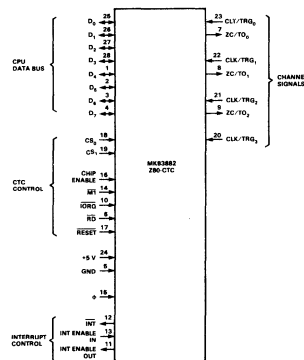 CPU
DATA BUS
D0 25
D1 26
D2 27
D3 28
D4 1
D5 2
D6 3
D7 4
CTC
CONTROL
CS0 18
CS1 19
CHIP
ENABLE 16
M1 14
IORQ 10
RD 6
RESET 17
+5 V 24
GND 5
ϕ 15
INTERRUPT
CONTROL
INT 12
INT ENABLE
IN 13
INT ENABLE
OUT 11
MK83882
Z80-CTC
23 CLT/TRG0
7 ZC/TO0
22 CLK/TRG1
8 ZC/TO1
21 CLK/TRG2
9 ZC/TO2
20 CLK/TRG3
CHANNEL
SIGNALS